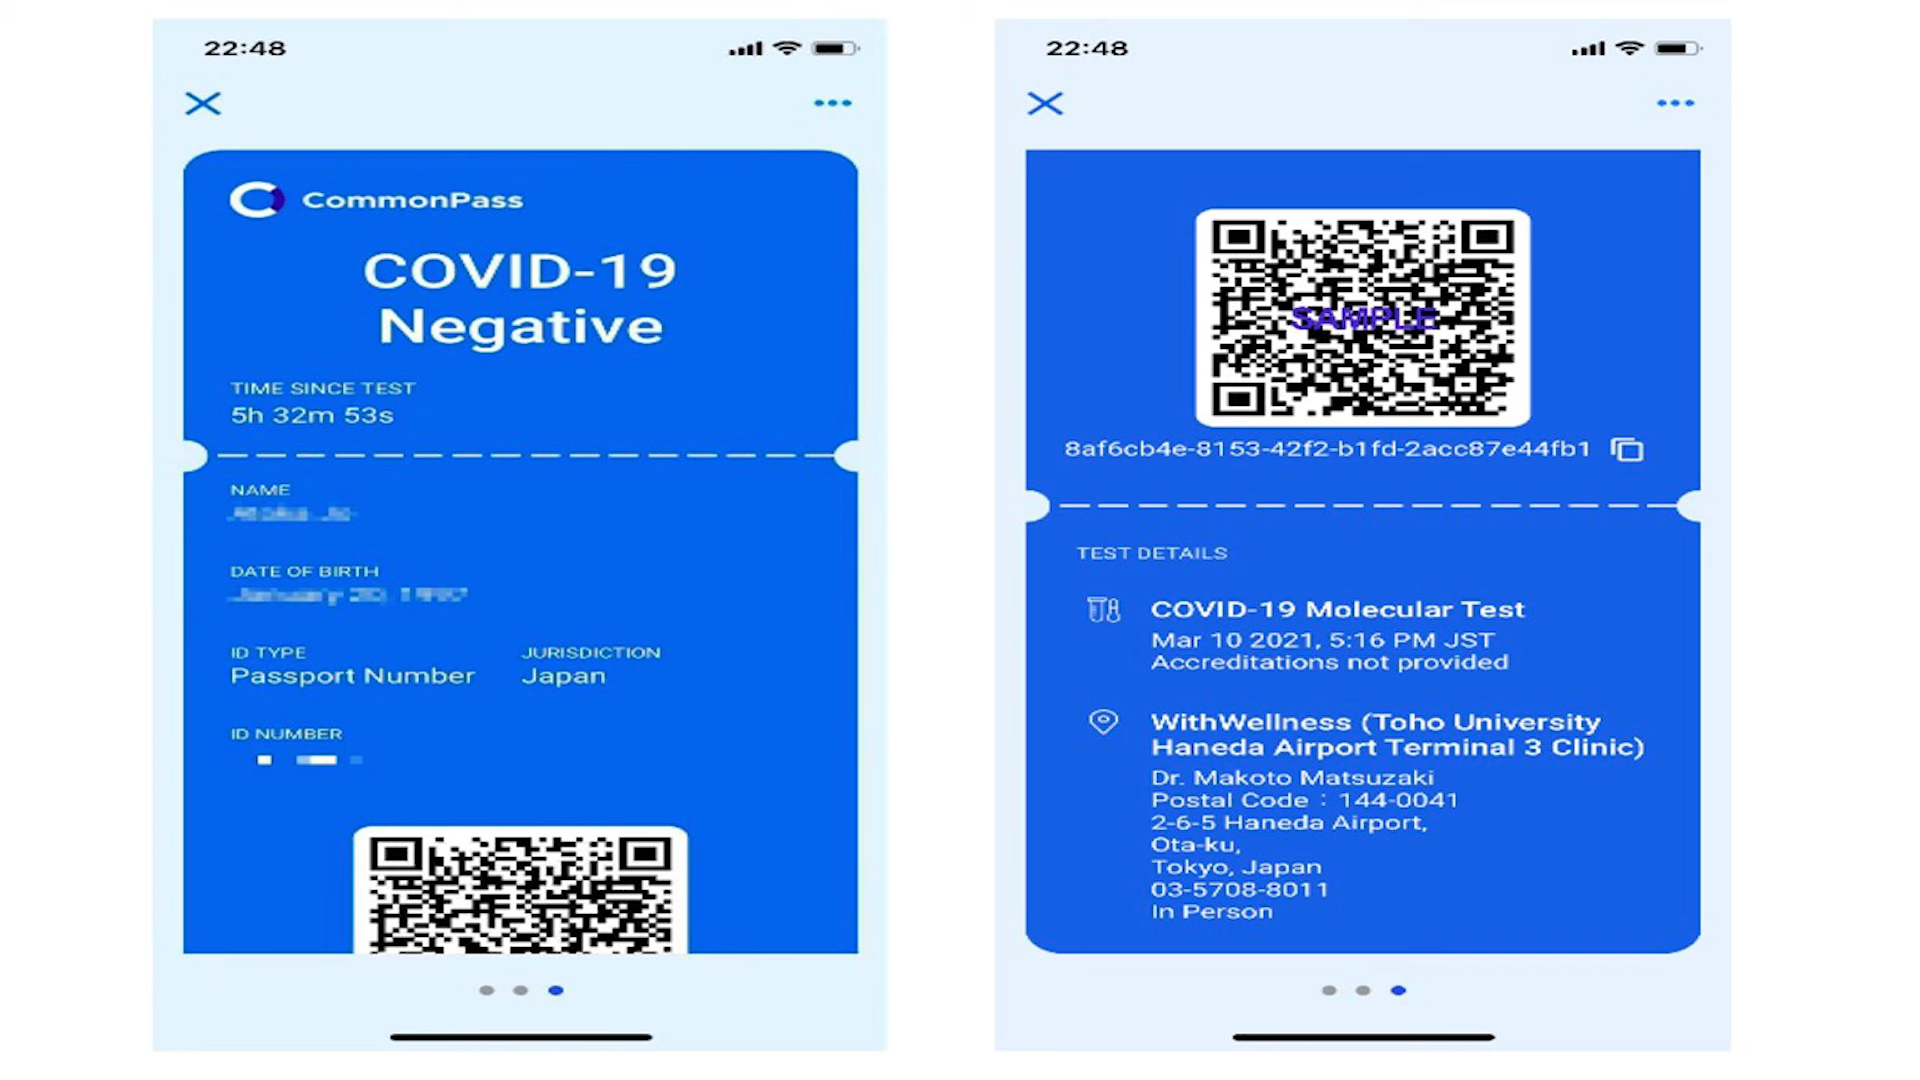 22:48
CommonPass
COVID-19
Negative
TIME SINCE TEST
5h 32m 53s
NAME
DATE OF BIRTH
ID TYPE
Passport Number
JURISDICTION
Japan
ID NUMBER
22:48
SAMPLE
8af6cb4e-8153-42f2-b1fd-2acc87e44fb1
TEST DETAILS
COVID-19 Molecular Test
Mar 10 2021, 5:16 PM JST
Accreditations not provided
WithWellness (Toho University
Haneda Airport Terminal 3 Clinic)
Dr. Makoto Matsuzaki
Postal Code : 144-0041
2-6-5 Haneda Airport,
Ota-ku,
Tokyo, Japan
03-5708-8011
In Person